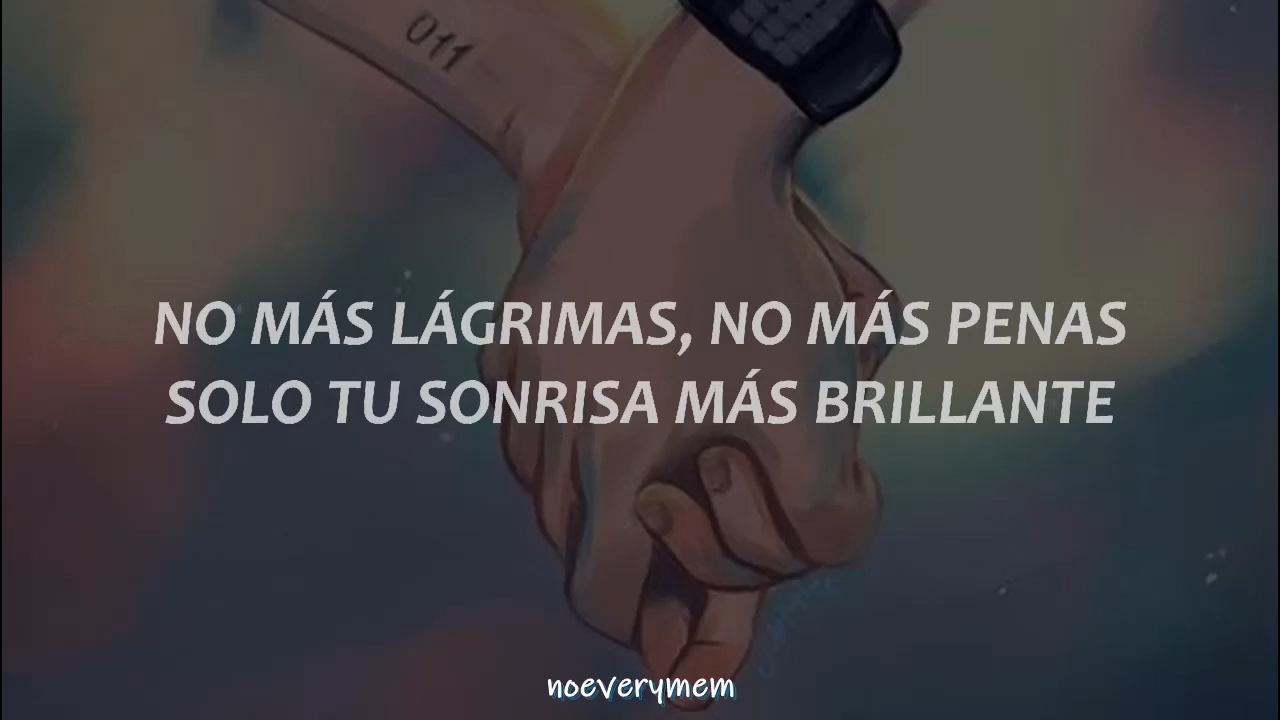 011
NO MÁS LÁGRIMAS, NO MÁS PENAS
SOLO TU SONRISA MÁS BRILLANTE
noeverymem